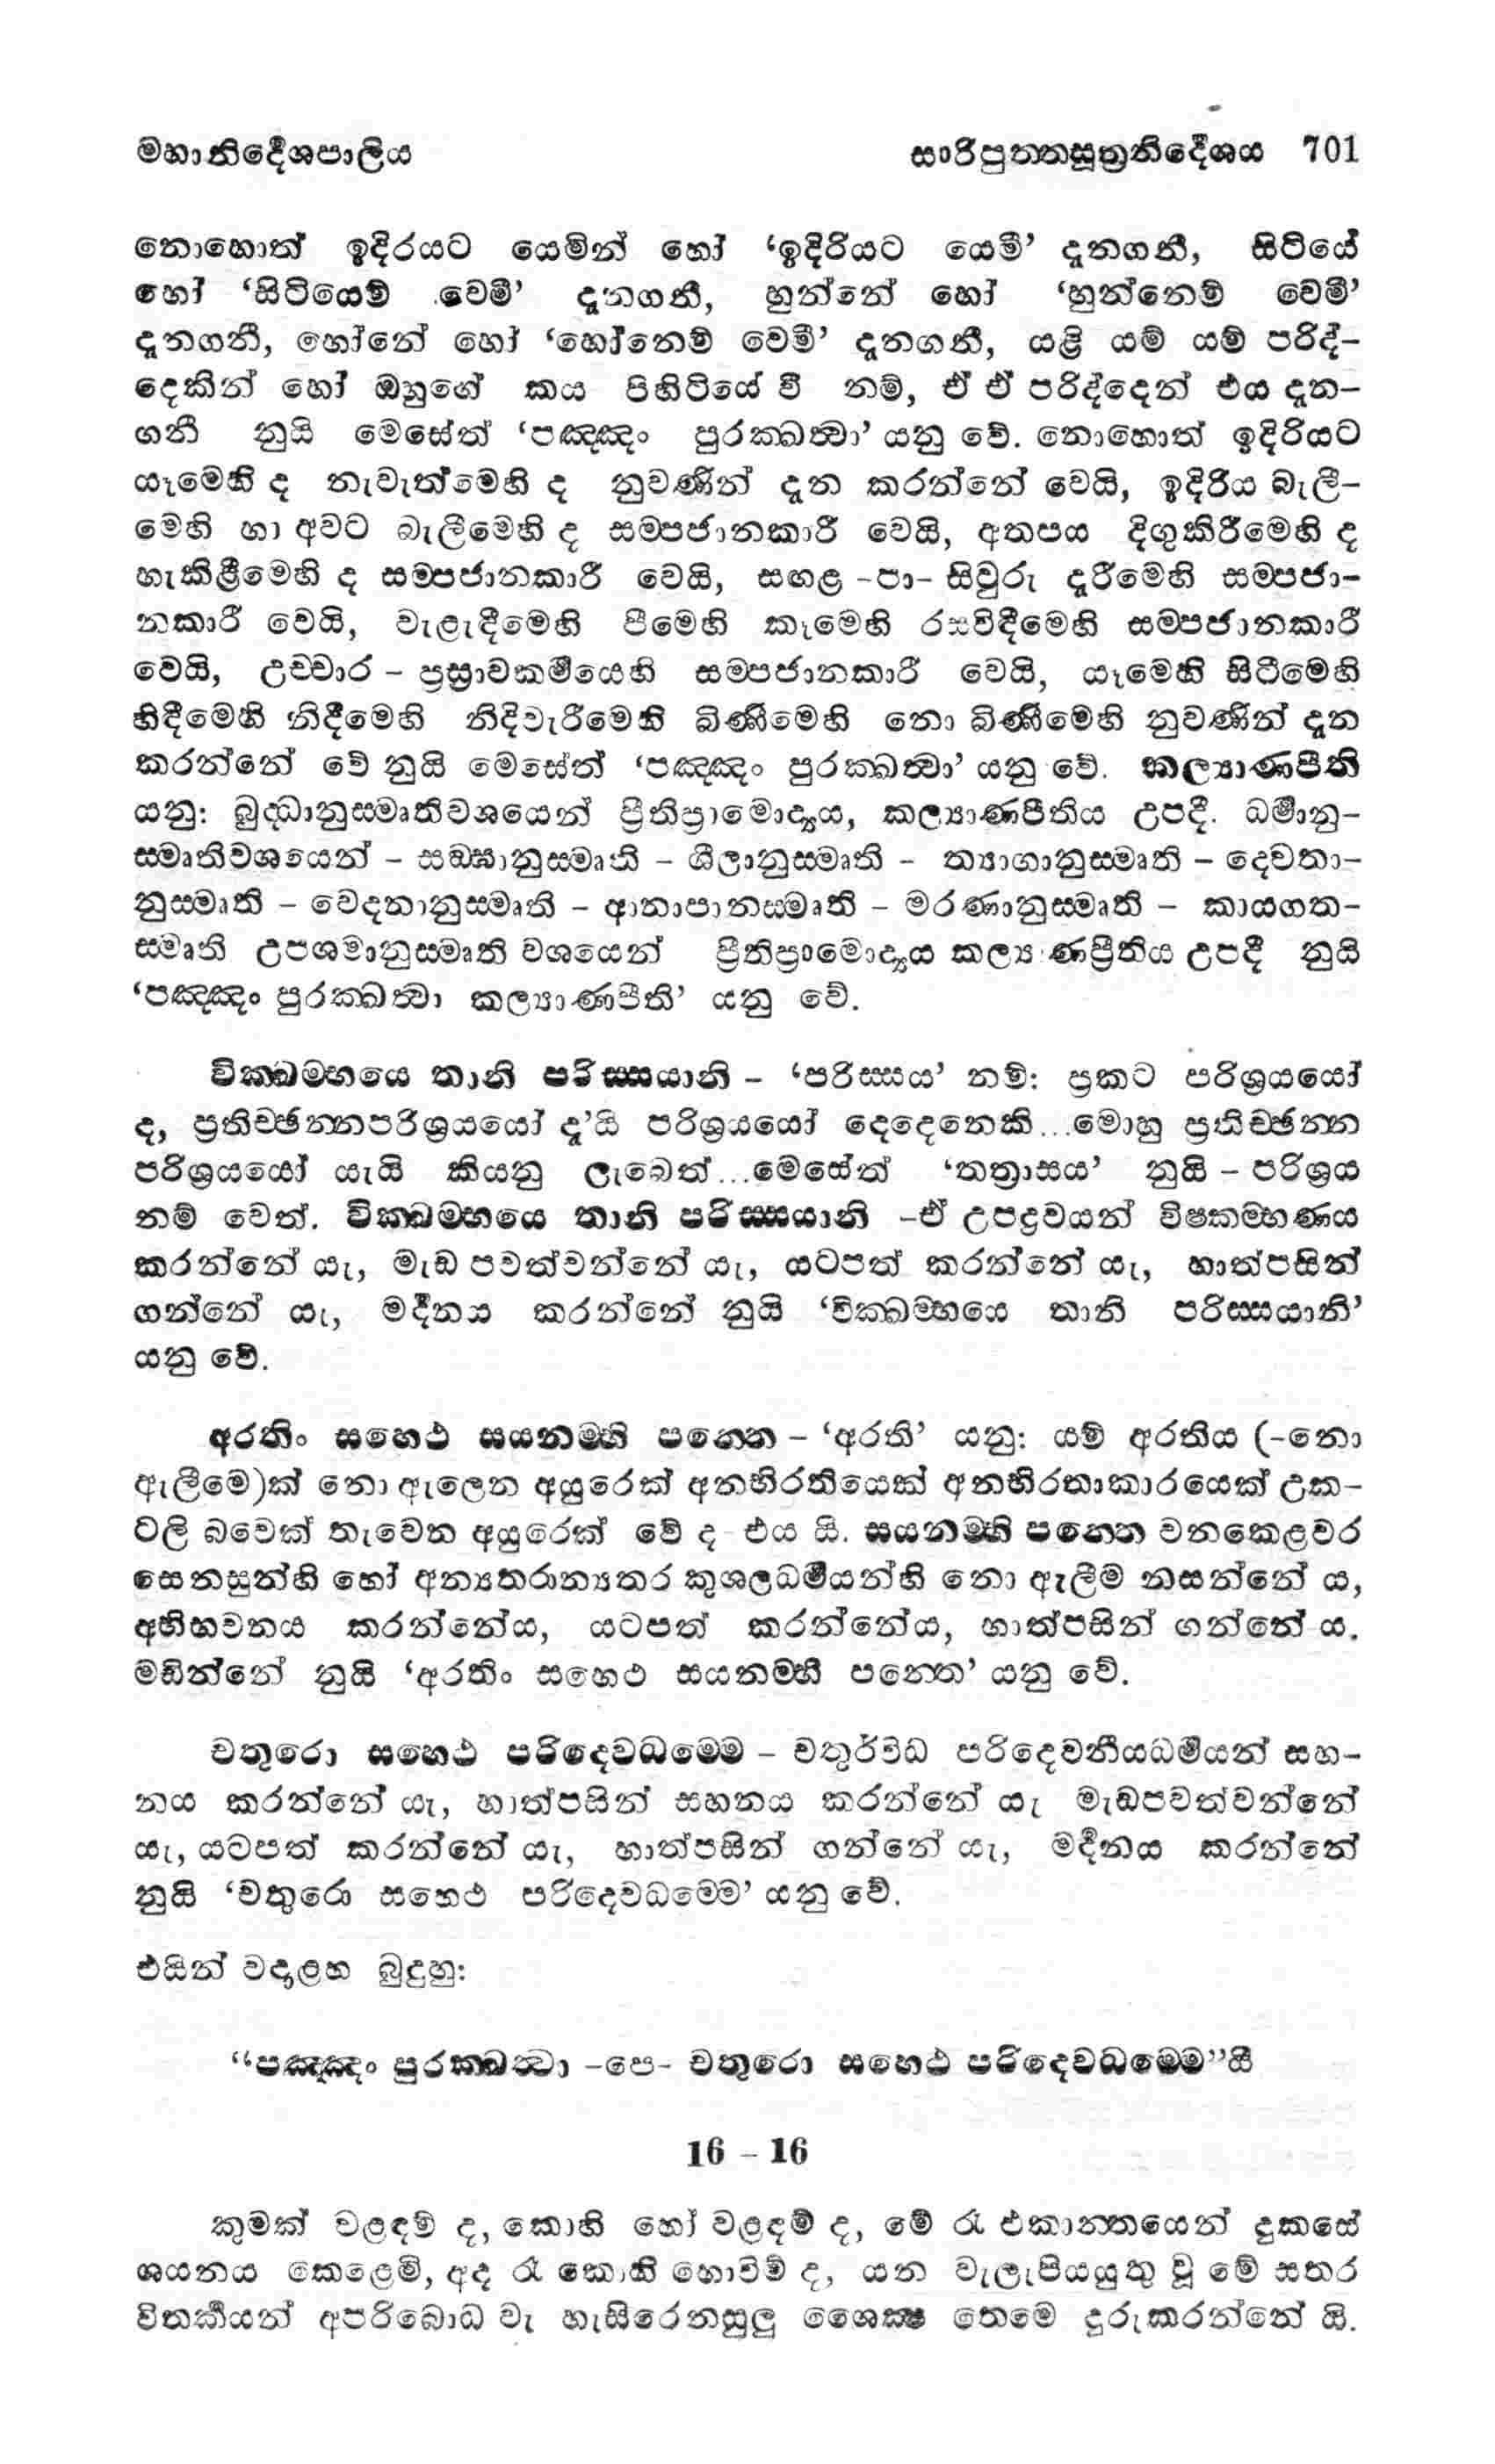 මහානිර්දේශපාලිය සාරිපුත්තසූත්‍රනිර්දේශය 701
නොහොත් ඉදිරයට යෙමින් හෝ ‘ඉදිරියට යෙමී’ දැනගනී, සිටියේ
හෝ ‘සිටියෙම් වෙමී’ දැනගනී, හුන්නේ හෝ ‘හුන්නෙම් වෙමී’
දැනගනී, හෝනේ හෝ ‘හෝනෙම් වෙමී’ දැනගනී, යළි යම් යම් පරිද්-
දෙකින් හෝ ඔහුගේ කය පිහිටියේ වී නම්, ඒ ඒ පරිද්දෙන් එය දැන-
ගනී නුයි මෙසේත් ‘පඤ්ඤං පුරක්ඛත්වා’ යනු වේ. නොහොත් ඉදිරියට
යෑමෙහි ද නැවැත්මෙහි ද නුවණින් දැන කරන්නේ වෙයි, ඉදිරිය බැලී-
මෙහි හා අවට බැලීමෙහි ද සම්පජානකාරී වෙයි, අතපය දිගුකිරීමෙහි ද
හැකිළීමෙහි ද සම්පජානකාරී වෙයි, සඟළ -පා- සිවුරු දැරීමෙහි සම්පජා-
නකාරී වෙයි, වැළැඳීමෙහි පීමෙහි කෑමෙහි රසවිඳීමෙහි සම්පජානකාරී
වෙයි, උච්චාර - ප්‍රස්‍රාවකර්මයෙහි සම්පජානකාරී වෙයි, යෑමෙහි සිටීමෙහි
හිඳීමෙහි නිදීමෙහි නිදිවැරීමෙහි බිණීමෙහි නො බිණීමෙහි නුවණින් දැන
කරන්නේ වේ නුයි මෙසේත් ‘පඤ්ඤං පුරක්ඛත්වා’ යනු වේ. කල්‍යාණපීති
යනු: බුද්ධානුස්මෘතිවශයෙන් ප්‍රීතිප්‍රාමොද්‍යය, කල්‍යාණපීතිය උපදී. ධර්මානු-
ස්මෘතිවශයෙන් - සඞ්ඝානුස්මෘති - ශීලානුස්මෘති - ත්‍යාගානුස්මෘති - දෙවතා-
නුස්මෘති - වෙදනානුස්මෘති - ආනාපානස්මෘති - මරණානුස්මෘති - කායගත-
ස්මෘති උපශමානුස්මෘති වශයෙන් ප්‍රීතිප්‍රාමොද්‍යය කල්‍යාණප්‍රීතිය උපදී නුයි
‘පඤ්ඤං පුරක්ඛත්වා කල්‍යාණපීති’ යනු වේ.
වික්ඛම්භයෙ තානි පරිස්සයානි - ‘පරිස්සය’ නම්: ප්‍රකට පරිශ්‍රයයෝ
ද, ප්‍රතිච්ඡන්නපරිශ්‍රයයෝ දැ’යි පරිශ්‍රයයෝ දෙදෙනෙකි...මොහු ප්‍රතිච්ඡන්න
පරිශ්‍රයයෝ යැයි කියනු ලැබෙත්...මෙසේත් ‘තත්‍රාසය’ නුයි - පරිශ්‍රය
නම් වෙත්. වික්ඛම්භයෙ තානි පරිස්සයානි -ඒ උපද්‍රවයන් විෂ්කම්භණය
කරන්නේ යැ, මැඩ පවත්වන්නේ යැ, යටපත් කරන්නේ යැ, හාත්පසින්
ගන්නේ යැ, මර්දනය කරන්නේ නුයි ‘වික්ඛම්භයෙ තානි පරිස්සයානි’
යනු වේ.
අරතිං සහෙථ සයනම්හි පන්තෙ - ‘අරති’ යනු: යම් අරතිය (-නො
ඇලීමෙ)ක් නො ඇලෙන අයුරෙක් අනභිරතියෙක් අනභිරතාකාරයෙක් උක-
ටලි බවෙක් තැවෙන අයුරෙක් වේ ද එය යි. සයනම්හි පන්තෙ වනකෙළවර
සෙනසුන්හි හෝ අන්‍යතරාන්‍යතර කුශලධර්මයන්හි නො ඇලීම නසන්නේ ය,
අභිභවනය කරන්නේය, යටපත් කරන්නේය, හාත්පසින් ගන්නේ ය.
මඩින්නේ නුයි ‘අරතිං සහෙථ සයනම්හී පන්තෙ’ යනු වේ.
චතුරො සහෙථ පරිදෙවධම්මෙ - චතුර්විධ පරිදෙවනීයධර්මයන් සහ-
නය කරන්නේ යැ, හාත්පසින් සහනය කරන්නේ යැ මැඩපවත්වන්නේ
යැ, යටපත් කරන්නේ යැ, හාත්පසින් ගන්නේ යැ, මර්දනය කරන්නේ
නුයි ‘චතුරො සහෙථ පරිදෙවධම්මෙ’ යනු වේ.
එයින් වදාළහ බුදුහු:
“පඤ්ඤං පුරක්ඛත්වා -පෙ- චතුරො සහෙථ පරිදෙවධම්මෙ”යී
16 - 16
කුමක් වළඳම් ද, කොහි හෝ වළඳම් ද, මේ රෑ එකාන්තයෙන් දුකසේ
ශයනය කෙළෙමි, අද රෑ කොහි හොවිම් ද, යන වැලැපියයුතු වූ මේ සතර
විතර්කයන් අපරිබොධ වැ හැසිරෙනසුලු ශෛක්ෂ තෙමෙ දුරුකරන්නේ යි.